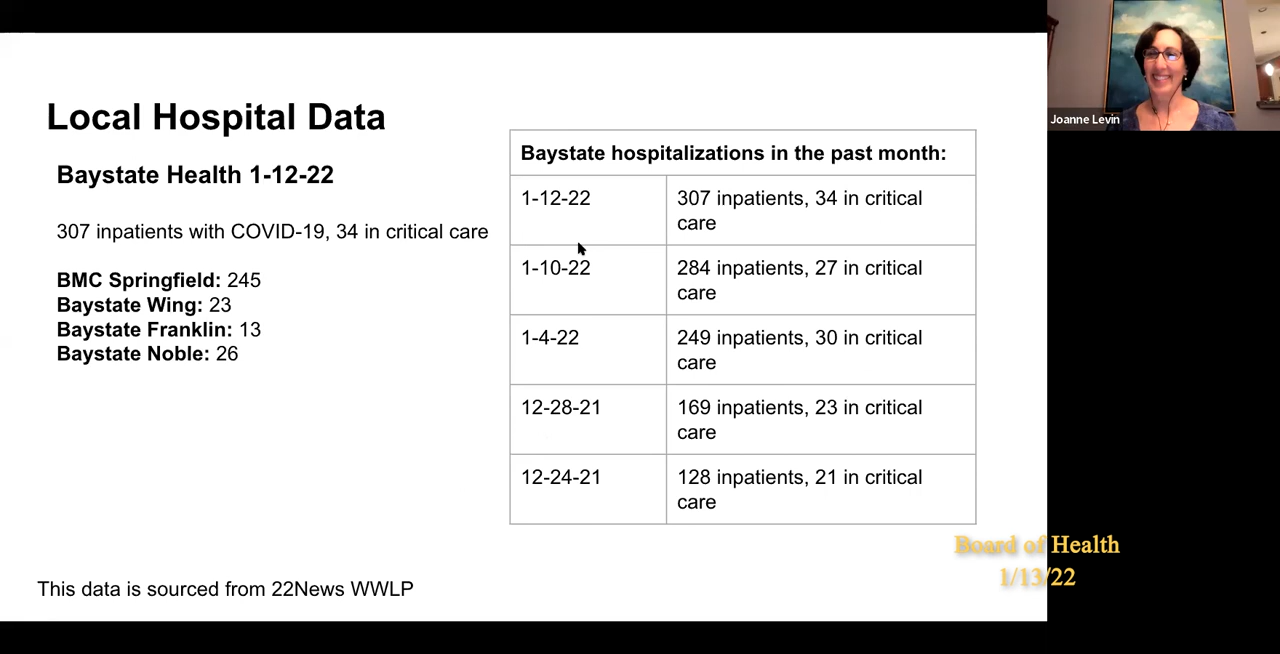 Local Hospital Data
Baystate Health 1-12-22
307 inpatients with COVID-19, 34 in critical care
BMC Springfield: 245
Baystate Wing: 23
Baystate Franklin: 13
Baystate Noble: 26
Baystate hospitalizations in the past month:
1-12-22
307 inpatients, 34 in critical
care
1-10-22
284 inpatients, 27 in critical
care
1-4-22
249 inpatients, 30 in critical
care
12-28-21
169 inpatients, 23 in critical
care
12-24-21
128 inpatients, 21 in critical
care
This data is sourced from 22News WWLP
Joanne Levin
Board of Health
1/13/22